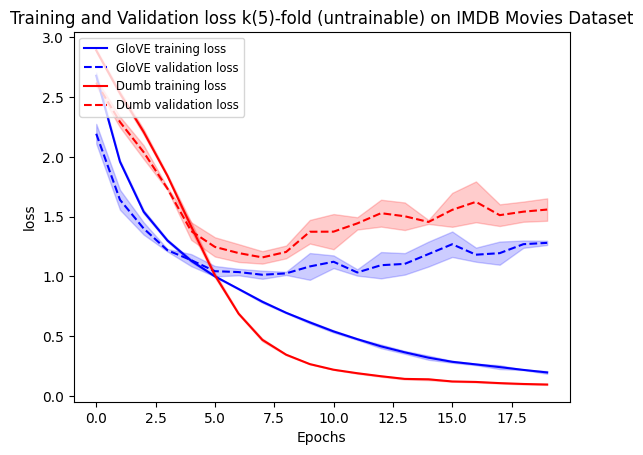 Training and Validation loss k(5)-fold (untrainable) on IMDB Movies Dataset
3.0
2.5
2.0
1.5
1.0
0.5
0.0
loss
GloVE training loss
GloVE validation loss
Dumb training loss
Dumb validation loss
0.0 2.5 5.0 7.5 10.0 12.5 15.0 17.5
Epochs